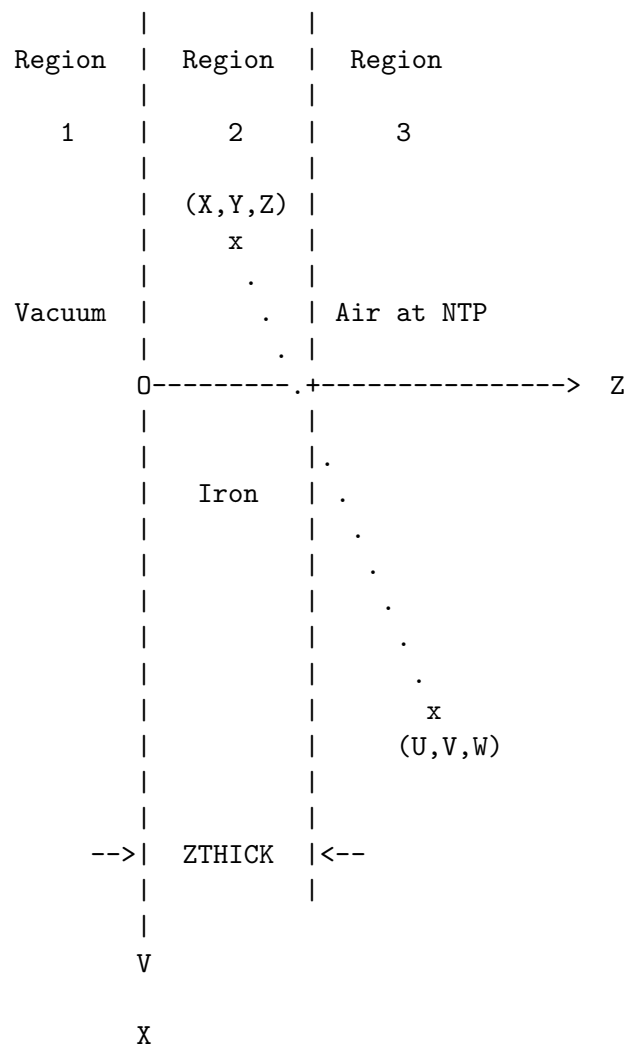 Region | Region | Region
1 | 2 | 3
(X,Y,Z)
x
Vacuum | . | Air at NTP
O---------.+----------------> Z
Iron
x
(U,V,W)
-->| ZTHICK |<--
V
X